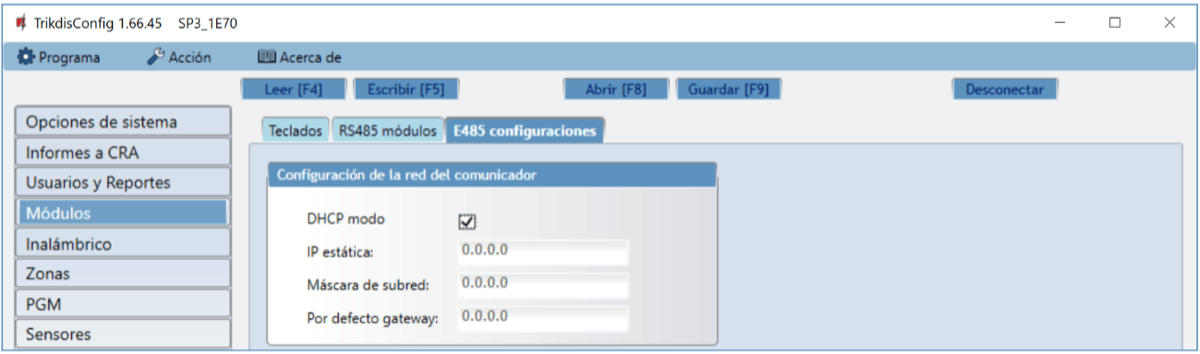 TrikdisConfig 1.66.45 SP3_1E70
Programa Acción Acerca de
Leer [F4] Escribir [F5] Abrir [F8] Guardar [F9] Desconectar
Opciones de sistema
Informes a CRA
Usuarios y Reportes
Módulos
Inalámbrico
Zonas
PGM
Sensores
Teclados RS485 módulos E485 configuraciones
Configuración de la red del comunicador
DHCP modo
IP estática: 0.0.0.0
Máscara de subred: 0.0.0.0
Por defecto gateway: 0.0.0.0